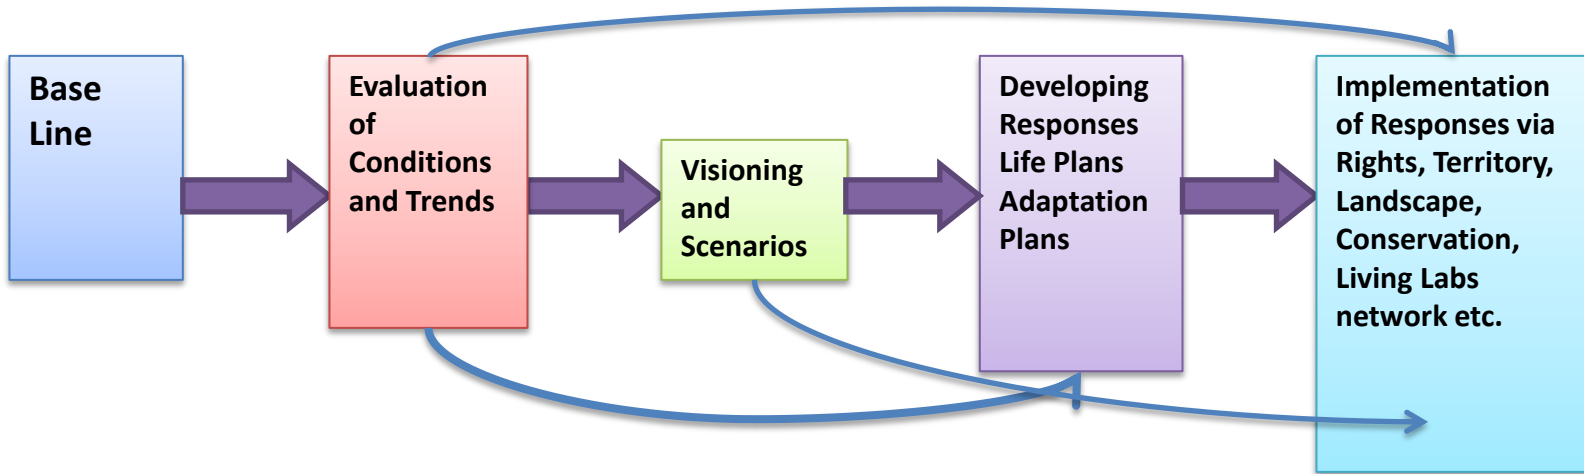 Base
Line
Evaluation
of
Conditions
and Trends
Visioning
and
Scenarios
Developing
Responses
Life Plans
Adaptation
Plans
Implementation
of Responses via
Rights, Territory,
Landscape,
Conservation,
Living Labs
network etc.